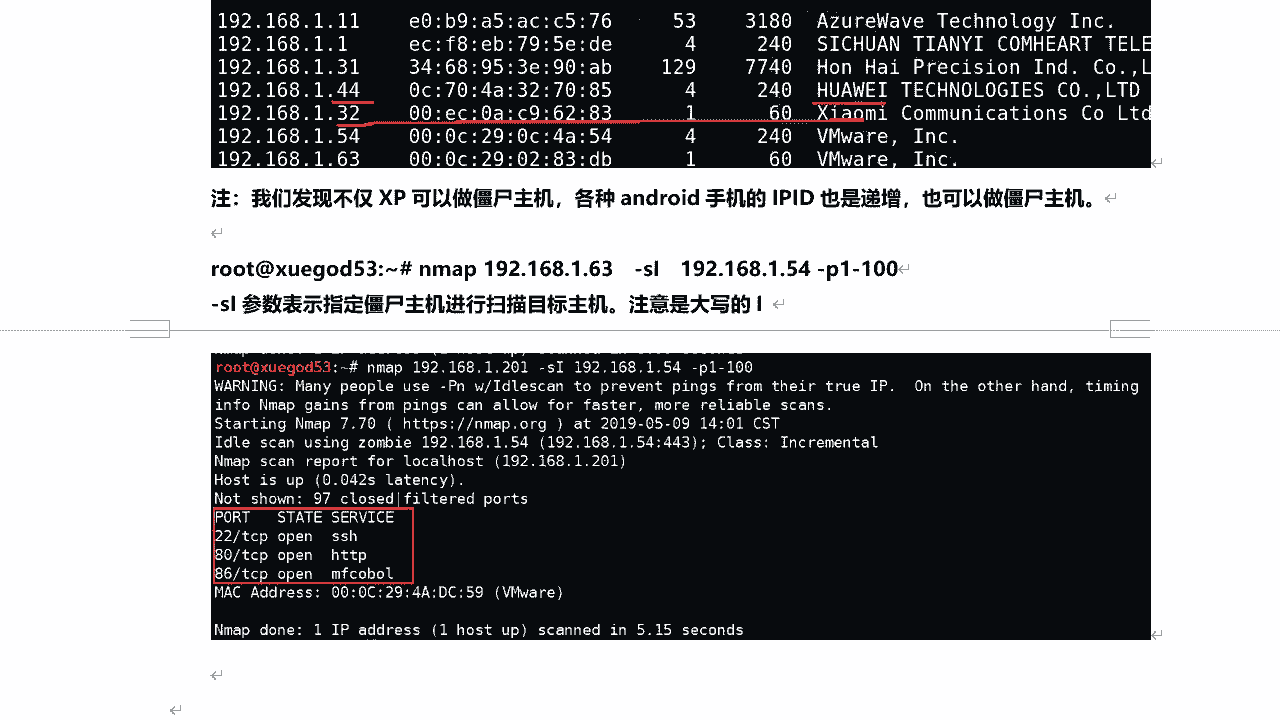 192.168.1.11 e0:b9:a5:ac:c5:76 53 3180 AzureWave Technology Inc.
192.168.1.1 ec:f8:eb:79:5e:de 4 240 SICHUAN TIANYI COMHEART TELE
192.168.1.31 34:68:95:3e:90:ab 129 7740 Hon Hai Precision Ind. Co.,L
192.168.1.44 0c:70:4a:32:70:85 4 240 HUAWEI TECHNOLOGIES CO.,LTD
192.168.1.32 00:ec:0a:c9:62:83 1 60 Xiaomi Communications Co Ltd
192.168.1.54 00:0c:29:0c:4a:54 4 240 VMware, Inc.
192.168.1.63 00:0c:29:02:83:db 1 60 VMware, Inc.
注：我们发现不仅 XP 可以做僵尸主机，各种 android 手机的 IPID 也是递增，也可以做僵尸主机。
root@xuegod53:~# nmap 192.168.1.63 -sI 192.168.1.54 -p1-100
-sI 参数表示指定僵尸主机进行扫描目标主机。注意是大写的 I
root@xuegod53:~# nmap 192.168.1.201 -sI 192.168.1.54 -p1-100
WARNING: Many people use -Pn w/Idlescan to prevent pings from their true IP. On the other hand, timing
info Nmap gains from pings can allow for faster, more reliable scans.
Starting Nmap 7.70 ( https://nmap.org ) at 2019-05-09 14:01 CST
Idle scan using zombie 192.168.1.54 (192.168.1.54:443); Class: Incremental
Nmap scan report for localhost (192.168.1.201)
Host is up (0.042s latency).
Not shown: 97 closed|filtered ports
PORT STATE SERVICE
22/tcp open ssh
80/tcp open http
86/tcp open mfcobol
MAC Address: 00:0C:29:4A:DC:59 (VMware)
Nmap done: 1 IP address (1 host up) scanned in 5.15 seconds